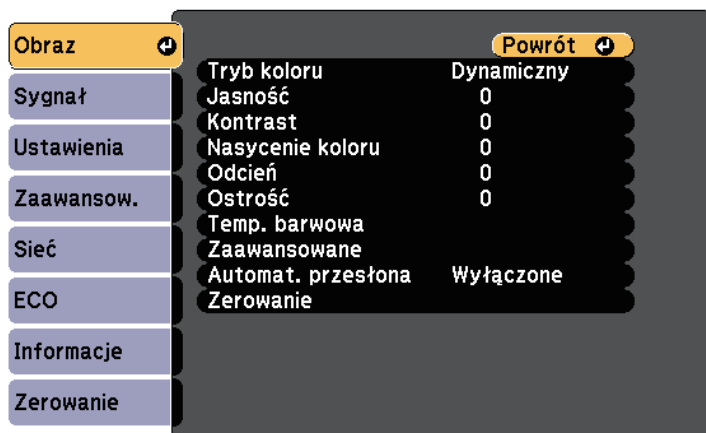 Obraz
Sygnał
Ustawienia
Zaawansow.
Sieć
ECO
Informacje
Zerowanie
Powrót
Tryb koloru Dynamiczny
Jasność 0
Kontrast 0
Nasycenie koloru 0
Odcień 0
Ostrość 0
Temp. barwowa
Zaawansowane
Automat. przesłona Wyłączone
Zerowanie